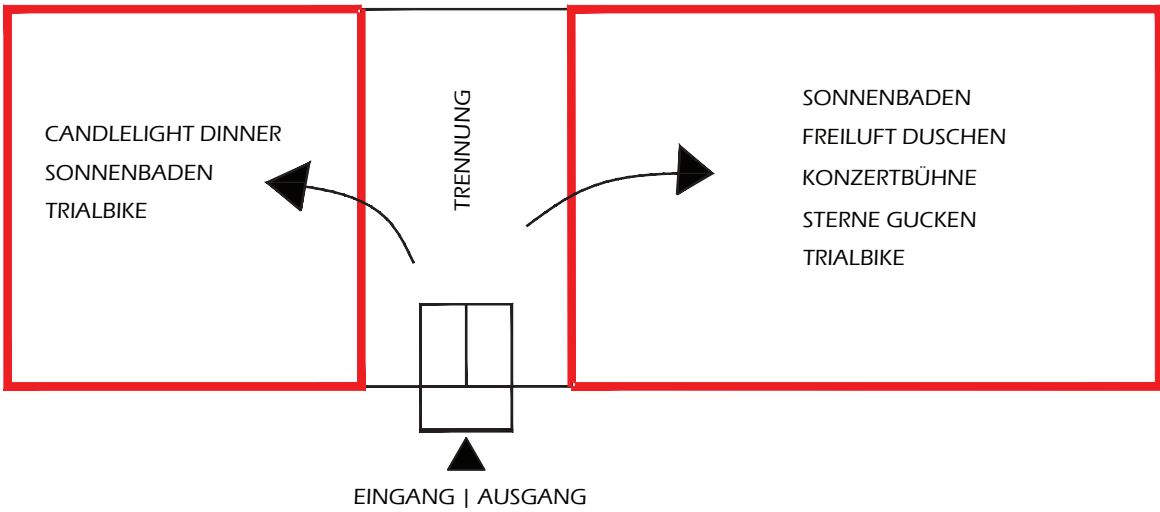 CANDLELIGHT DINNER
SONNENBADEN
TRIALBIKE
TRENNUNG
SONNENBADEN
FREILUFT DUSCHEN
KONZERTBÜHNE
STERNE GUCKEN
TRIALBIKE
EINGANG | AUSGANG